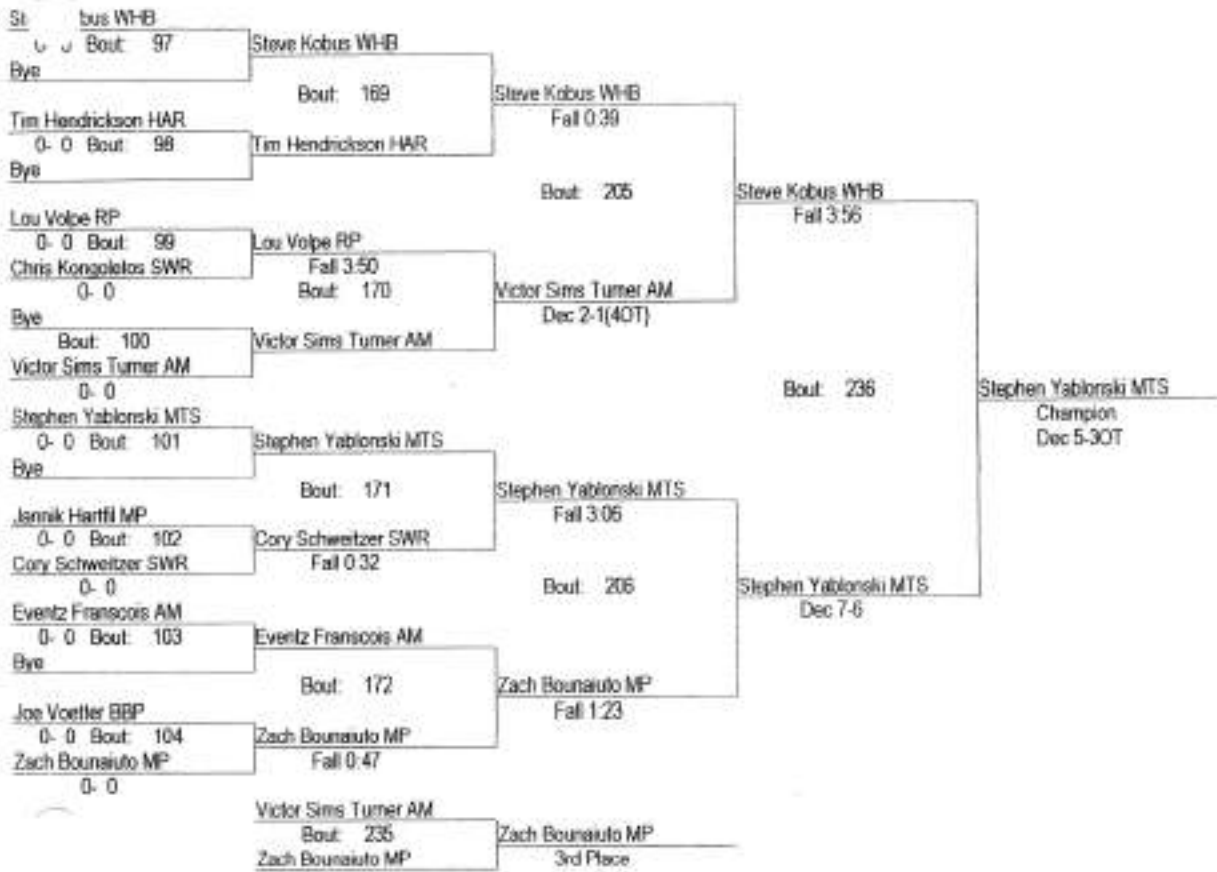 bus WHB
Bout: 97
Bye
Steve Kobus WHB
Bout: 169
Tim Hendrickson HAR
0- 0 Bout: 98
Bye
Tim Hendrickson HAR
Steve Kobus WHB
Fall 0:39
Bout: 205
Lou Volpe RP
0- 0 Bout: 99
Chris Kongoletos SWR
0- 0
Lou Volpe RP
Fall 3:50
Bout: 170
Bye
Bout: 100
Victor Sims Turner AM
0- 0
Victor Sims Turner AM
Victor Sims Turner AM
Dec 2-1(4OT)
Steve Kobus WHB
Fall 3:56
Bout: 236
Stephen Yablonski MTS
Champion
Dec 5-3OT
Stephen Yablonski MTS
0- 0 Bout: 101
Bye
Stephen Yablonski MTS
Bout: 171
Jannik Hartfil MP
0- 0 Bout: 102
Cory Schweitzer SWR
0- 0
Cory Schweitzer SWR
Fall 0:32
Stephen Yablonski MTS
Fall 3:06
Bout: 206
Stephen Yablonski MTS
Dec 7-6
Eventz Franscois AM
0- 0 Bout: 103
Bye
Eventz Franscois AM
Bout: 172
Joe Voetter BBP
0- 0 Bout: 104
Zach Bounaiuto MP
0- 0
Zach Bounaiuto MP
Fall 0:47
Zach Bounaiuto MP
Fall 1:23
Victor Sims Turner AM
Bout: 235
Zach Bounaiuto MP
Zach Bounaiuto MP
3rd Place